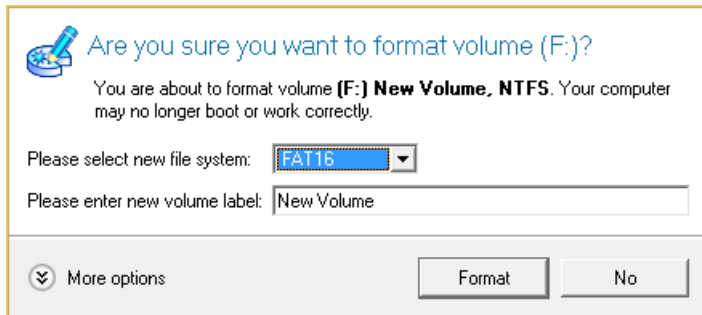 Are you sure you want to format volume (F:)?
You are about to format volume (F:) New Volume, NTFS. Your computer
may no longer boot or work correctly.
Please select new file system: FAT16
Please enter new volume label: New Volume
More options Format No